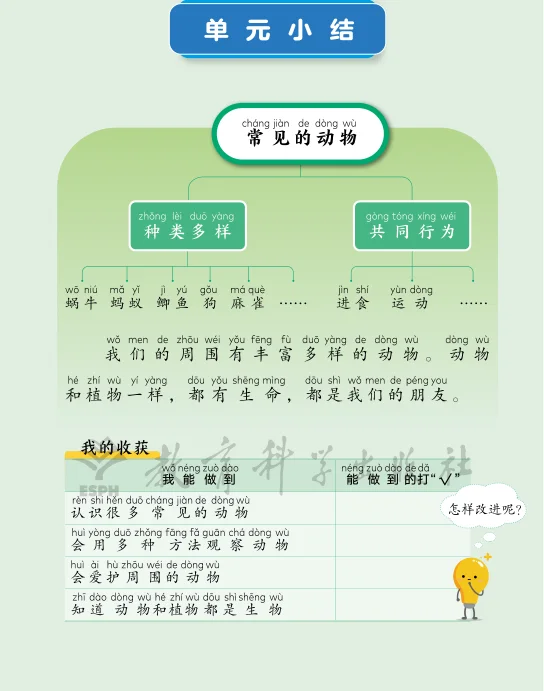 单元小结
cháng jiàn de dòng wù
常见的动物
zhǒng lèi duō yàng
种类多样
gòng tóng xíng wéi
共同行为
wō niú mǎ yǐ jì yú gǒu má què jìn shí yùn dòng
蜗牛 蚂蚁 鲫鱼 狗 麻雀 …… 进食 运动 ……
wǒ men de zhōu wéi yǒu fēng fù duō yàng de dòng wù dòng wù
我们的周围有丰富多样的动物。动物
hé zhí wù yí yàng dōu yǒu shēng mìng dōu shì wǒ men de péng you
和植物一样，都有生命，都是我们的朋友。
我的收获
教育科学出版社
ESPH
wǒ néng zuò dào
我能做到
néng zuò dào de dǎ
能做到的打“√”
rèn shi hěn duō cháng jiàn de dòng wù
认识很多常见的动物
huì yòng duō zhǒng fāng fǎ guān chá dòng wù
会用多种方法观察动物
huì ài hù zhōu wéi de dòng wù
会爱护周围的动物
zhī dào dòng wù hé zhí wù dōu shì shēng wù
知道动物和植物都是生物
怎样改进呢？